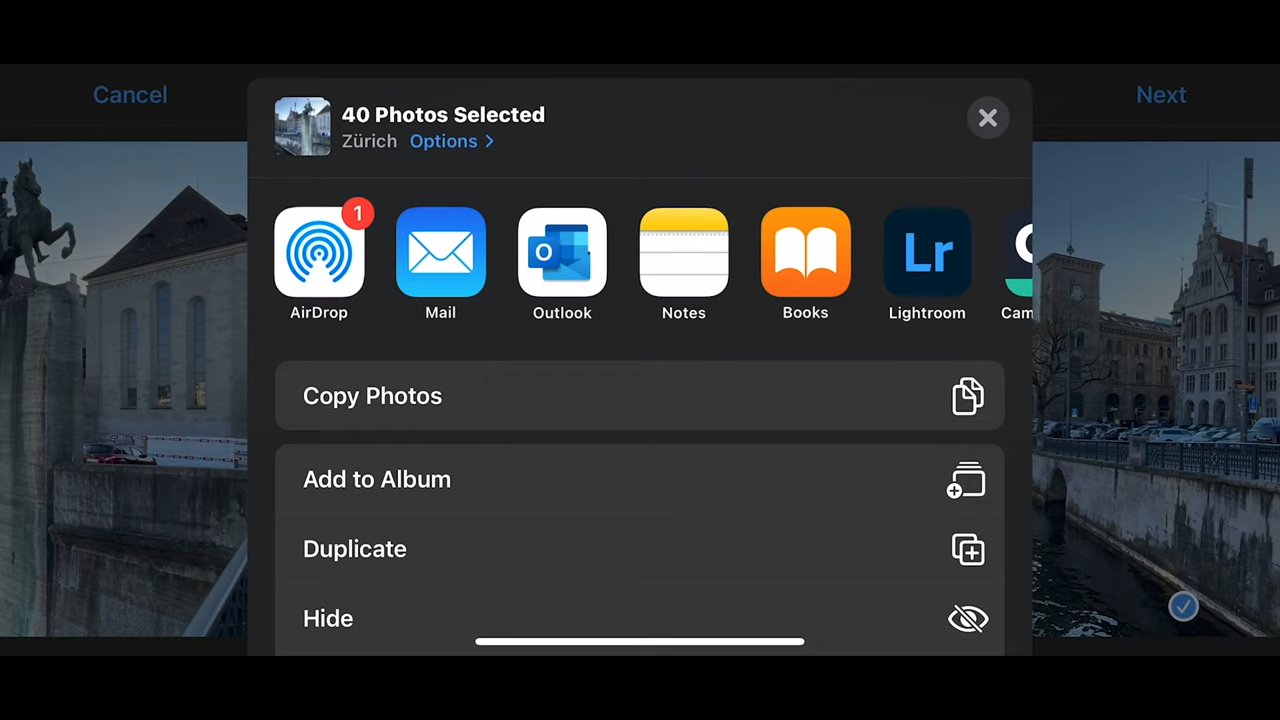 Cancel
40 Photos Selected
Next
Zürich Options >
1
O
Lr
AirDrop
Mail
Outlook
Notes
Books
Lightroom
Cam
Copy Photos
Add to Album
Duplicate
Hide